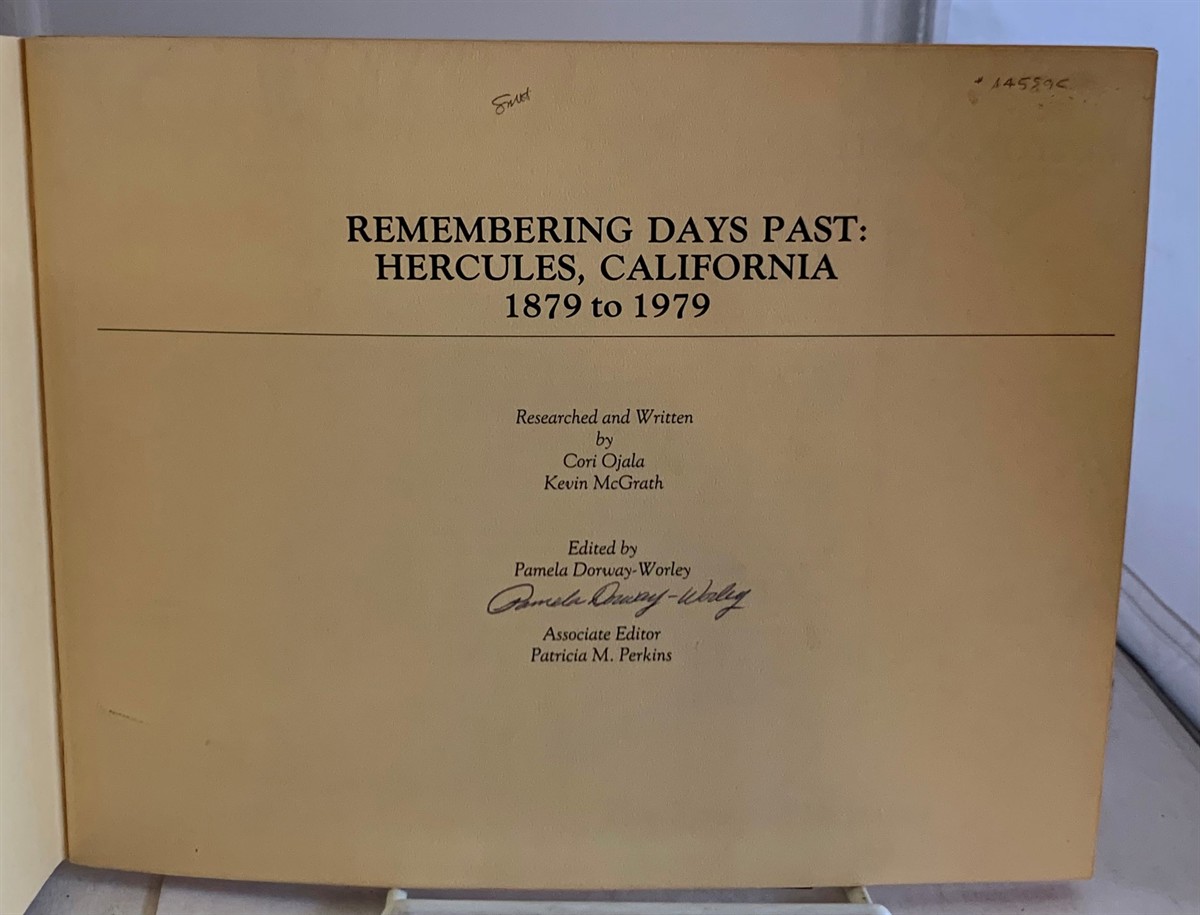 REMEMBERING DAYS PAST:
HERCULES, CALIFORNIA
1879 to 1979
Researched and Written
by
Cori Ojala
Kevin McGrath
Edited by
Pamela Dorway-Worley
Pamela Dorway-Worley
Associate Editor
Patricia M. Perkins